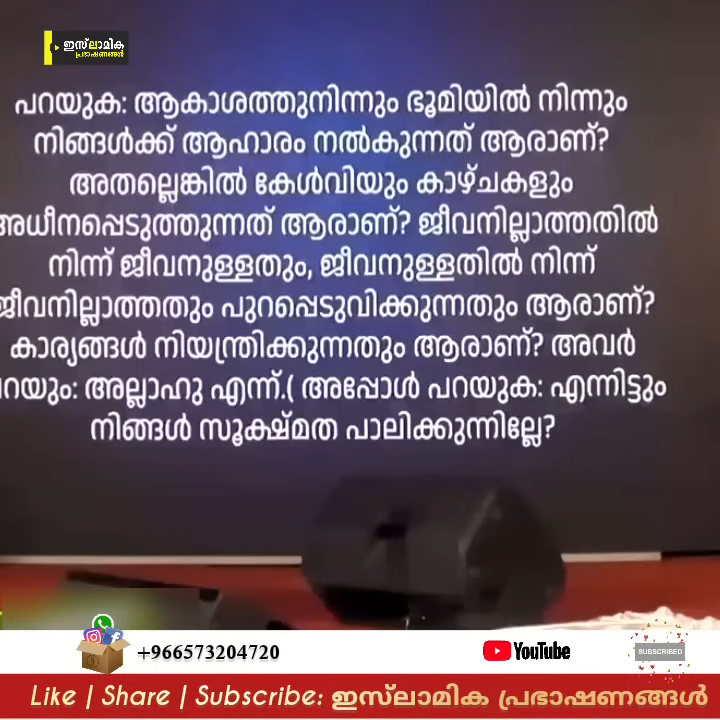 ഇസ്‌ലാമിക
പ്രഭാഷണങ്ങൾ
പറയുക: ആകാശത്തുനിന്നും ഭൂമിയിൽ നിന്നും
നിങ്ങൾക്ക് ആഹാരം നൽകുന്നത് ആരാണ്?
അതല്ലെങ്കിൽ കേൾവിയും കാഴ്ചകളും
അധീനപ്പെടുത്തുന്നത് ആരാണ്? ജീവനില്ലാത്തതിൽ
നിന്ന് ജീവനുള്ളതും, ജീവനുള്ളതിൽ നിന്ന്
ജീവനില്ലാത്തതും പുറപ്പെടുവിക്കുന്നതും ആരാണ്?
കാര്യങ്ങൾ നിയന്ത്രിക്കുന്നതും ആരാണ്? അവർ
റയും: അല്ലാഹു എന്ന്.( അപ്പോൾ പറയുക: എന്നിട്ടും
നിങ്ങൾ സൂക്ഷ്മത പാലിക്കുന്നില്ലേ?
+966573204720
YouTube
SUBSCRIBED
Like | Share | Subscribe: ഇസ്‌ലാമിക പ്രഭാഷണങ്ങൾ